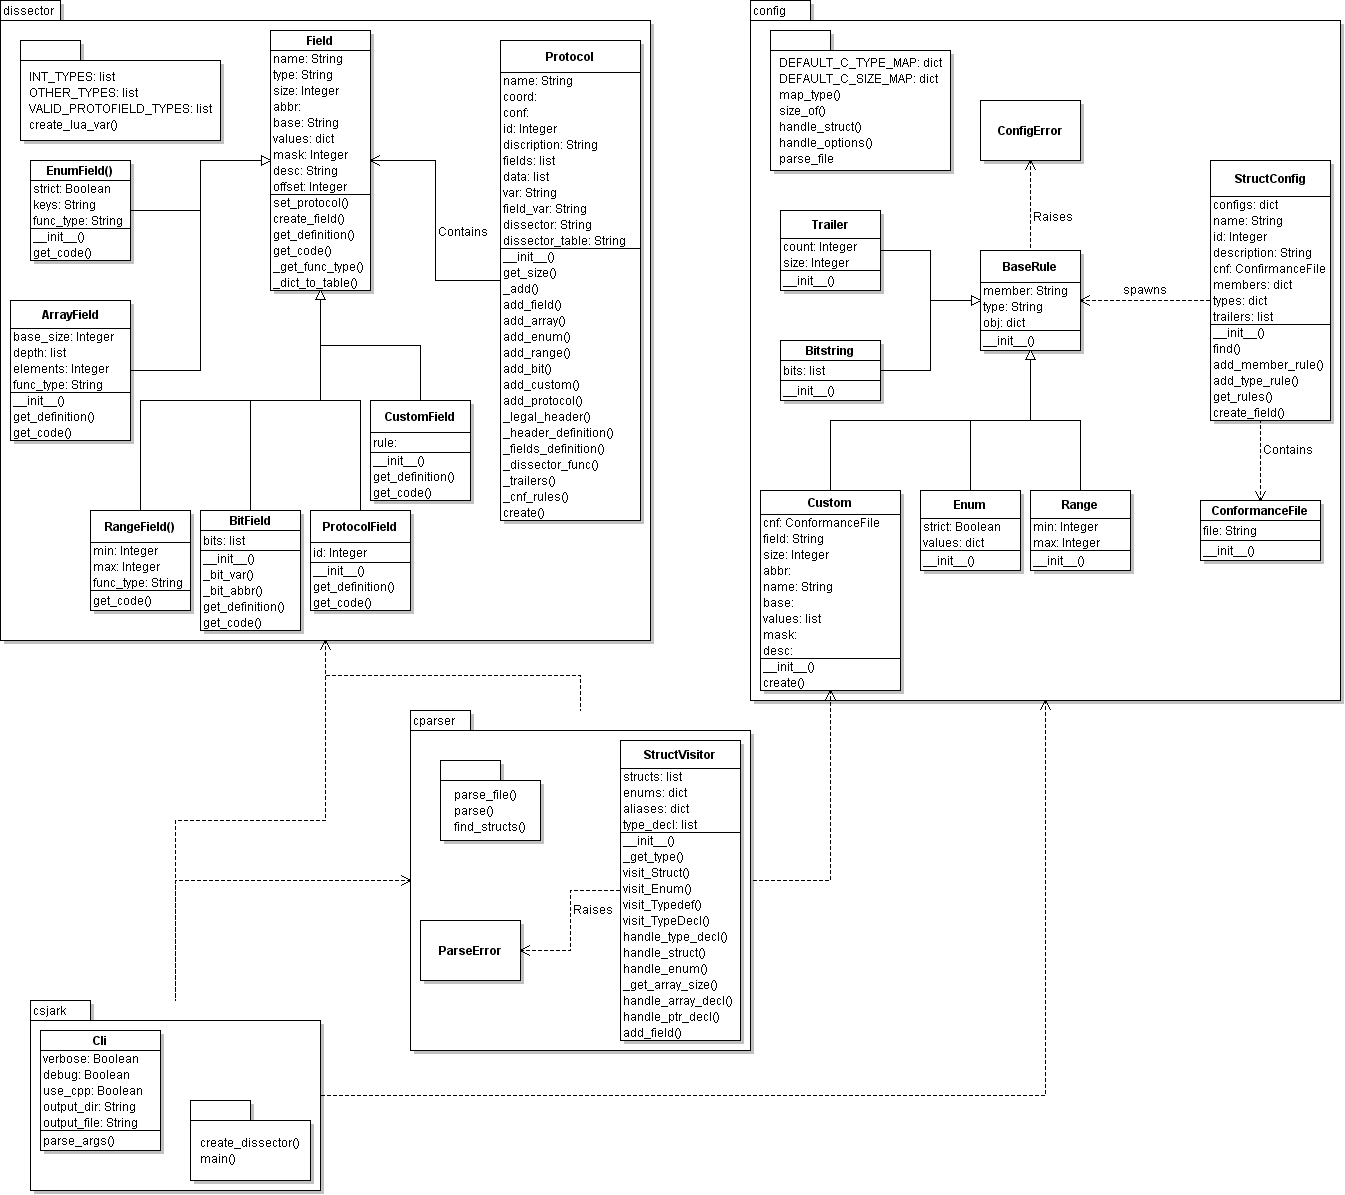 dissector
INT_TYPES: list
OTHER_TYPES: list
VALID_PROTOFIELD_TYPES: list
create_lua_var()
Field
name: String
type: String
size: Integer
abbr:
base: String
values: dict
mask: Integer
desc: String
offset: Integer
set_protocol()
create_field()
get_definition()
get_code()
_get_func_type()
_dict_to_table()
Protocol
name: String
coord:
conf:
id: Integer
discription: String
fields: list
data: list
var: String
field_var: String
dissector: String
dissector_table: String
__init__()
get_size()
_add()
add_field()
add_array()
add_enum()
add_range()
add_bit()
add_custom()
add_protocol()
_legal_header()
_header_definition()
_fields_definition()
_dissector_func()
_trailers()
_cnf_rules()
create()
Contains
EnumField()
strict: Boolean
keys: String
func_type: String
__init__()
get_code()
ArrayField
base_size: Integer
depth: list
elements: Integer
func_type: String
__init__()
get_definition()
get_code()
CustomField
rule:
__init__()
get_definition()
get_code()
RangeField()
min: Integer
max: Integer
func_type: String
get_code()
BitField
bits: list
__init__()
_bit_var()
_bit_abbr()
get_definition()
get_code()
ProtocolField
id: Integer
__init__()
get_definition()
get_code()
config
DEFAULT_C_TYPE_MAP: dict
DEFAULT_C_SIZE_MAP: dict
map_type()
size_of()
handle_struct()
handle_options()
parse_file
ConfigError
Raises
StructConfig
configs: dict
name: String
id: Integer
description: String
cnf: ConfirmanceFile
members: dict
types: dict
trailers: list
__init__()
find()
add_member_rule()
add_type_rule()
get_rules()
create_field()
Trailer
count: Integer
size: Integer
__init__()
BaseRule
member: String
type: String
obj: dict
__init__()
spawns
Bitstring
bits: list
__init__()
Contains
Custom
cnf: ConformanceFile
field: String
size: Integer
abbr:
name: String
base:
values: list
mask:
desc:
__init__()
create()
Enum
strict: Boolean
values: dict
__init__()
Range
min: Integer
max: Integer
__init__()
ConformanceFile
file: String
__init__()
cparser
parse_file()
parse()
find_structs()
StructVisitor
structs: list
enums: dict
aliases: dict
type_decl: list
__init__()
_get_type()
visit_Struct()
visit_Enum()
visit_Typedef()
visit_TypeDecl()
handle_type_decl()
handle_struct()
handle_enum()
_get_array_size()
handle_array_decl()
handle_ptr_decl()
add_field()
Raises
ParseError
csjark
Cli
verbose: Boolean
debug: Boolean
use_cpp: Boolean
output_dir: String
output_file: String
parse_args()
create_dissector()
main()